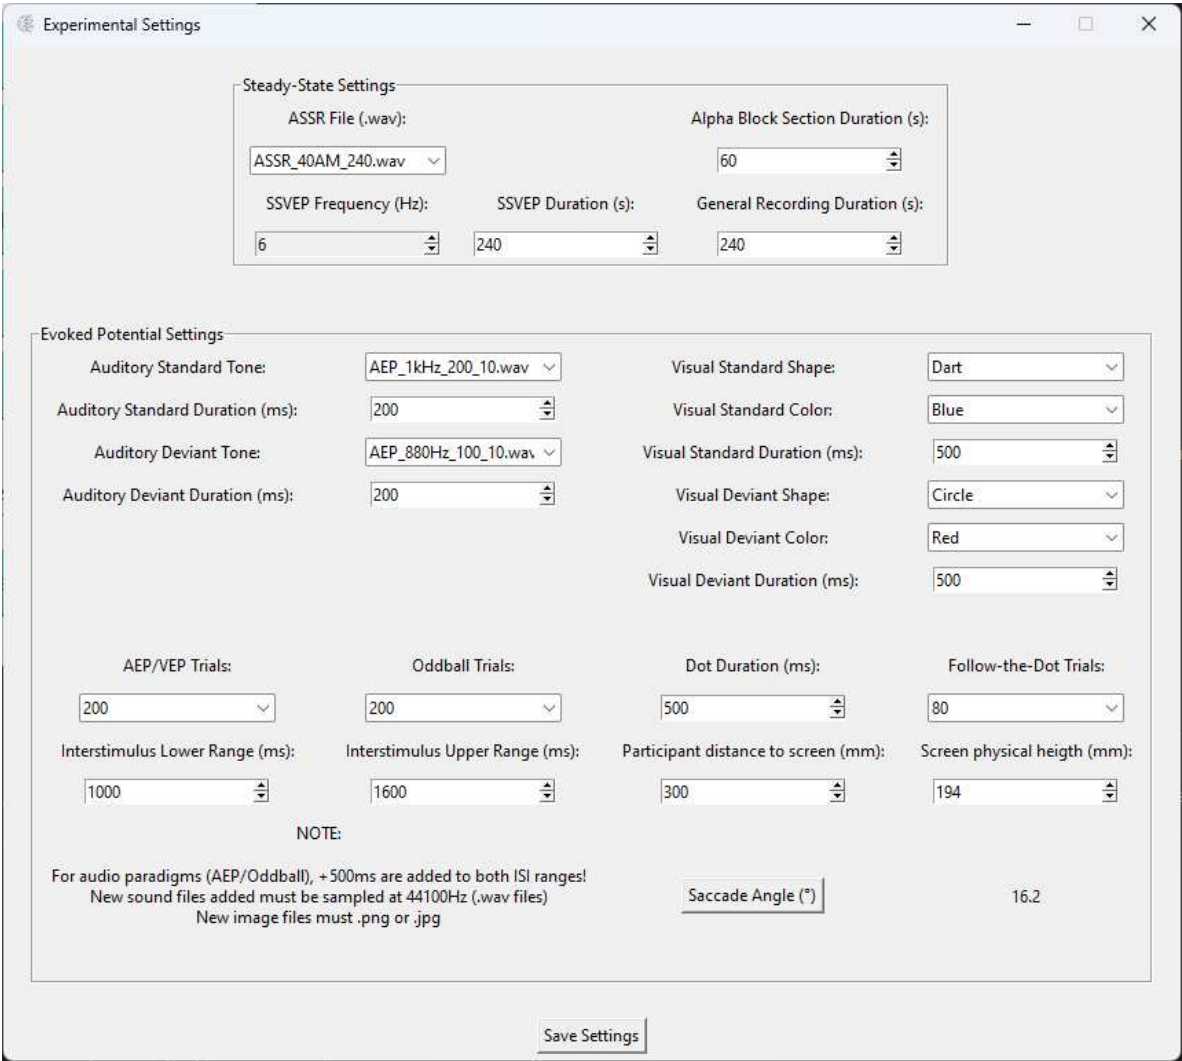 Experimental Settings
Steady-State Settings
ASSR File (.wav):
Alpha Block Section Duration (s):
ASSR_40AM_240.wav
60
SSVEP Frequency (Hz):
SSVEP Duration (s):
General Recording Duration (s):
6
240
240
Evoked Potential Settings
Auditory Standard Tone:
AEP_1kHz_200_10.wav
Visual Standard Shape:
Dart
Auditory Standard Duration (ms):
200
Visual Standard Color:
Blue
Auditory Deviant Tone:
AEP_880Hz_100_10.wav
Visual Standard Duration (ms):
500
Auditory Deviant Duration (ms):
200
Visual Deviant Shape:
Circle
Visual Deviant Color:
Red
Visual Deviant Duration (ms):
500
AEP/VEP Trials:
Oddball Trials:
Dot Duration (ms):
Follow-the-Dot Trials:
200
200
500
80
Interstimulus Lower Range (ms):
Interstimulus Upper Range (ms):
Participant distance to screen (mm):
Screen physical heigth (mm):
1000
1600
300
194
NOTE:
For audio paradigms (AEP/Oddball), +500ms are added to both ISI ranges!
New sound files added must be sampled at 44100Hz (.wav files)
New image files must .png or .jpg
Saccade Angle (°)
16.2
Save Settings